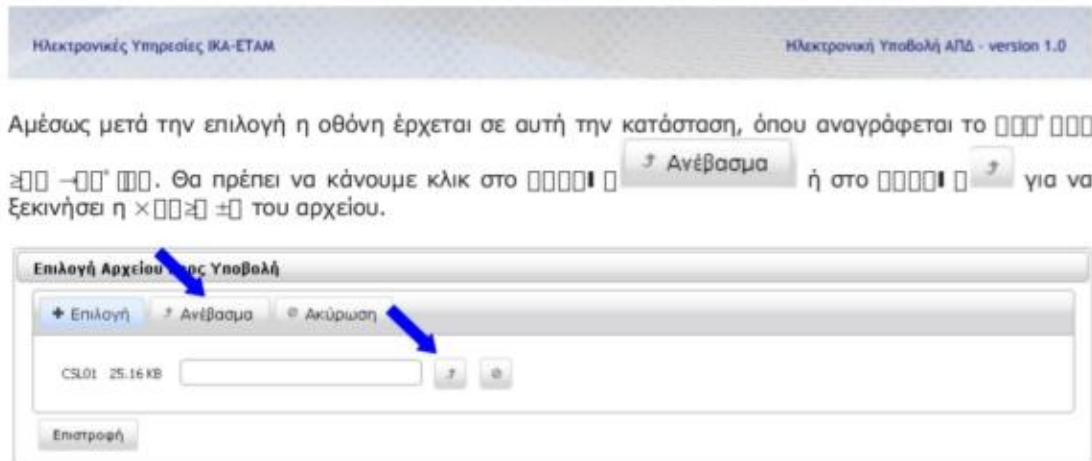 Ηλεκτρονικές Υπηρεσίες ΙΚΑ-ΕΤΑΜ
Ηλεκτρονική Υποβολή ΑΠΔ - version 1.0
Αμέσως μετά την επιλογή η οθόνη έρχεται σε αυτή την κατάσταση, όπου αναγράφεται το
Θα πρέπει να κάνουμε κλικ στο Ανέβασμα ή στο για να
ξεκινήσει η του αρχείου.
Επιλογή Αρχείου Υποβολή
Επιλογή Ανέβασμα Ακύρωση
CSL01 25.16 KB
Επιστροφή